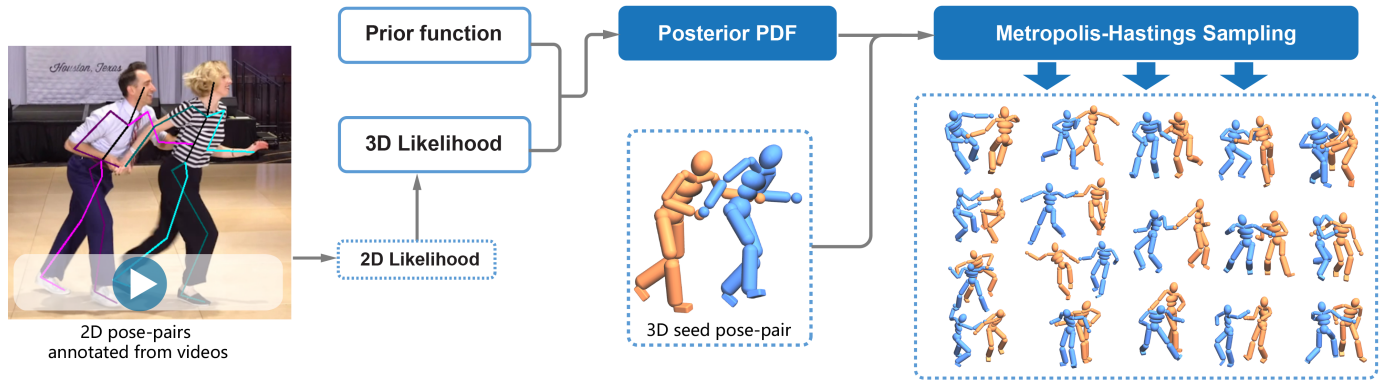 Prior function
Posterior PDF
Metropolis-Hastings Sampling
Houston, Texas
3D Likelihood
2D Likelihood
3D seed pose-pair
2D pose-pairs
annotated from videos